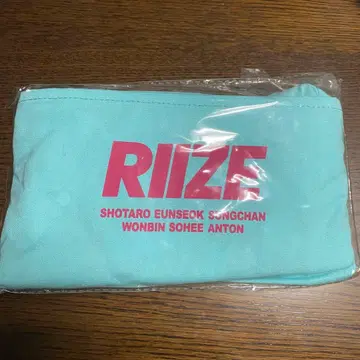 RIIZE
SHOTARO EUNSEOK SUNGCHAN
WONBIN SOHEE ANTON